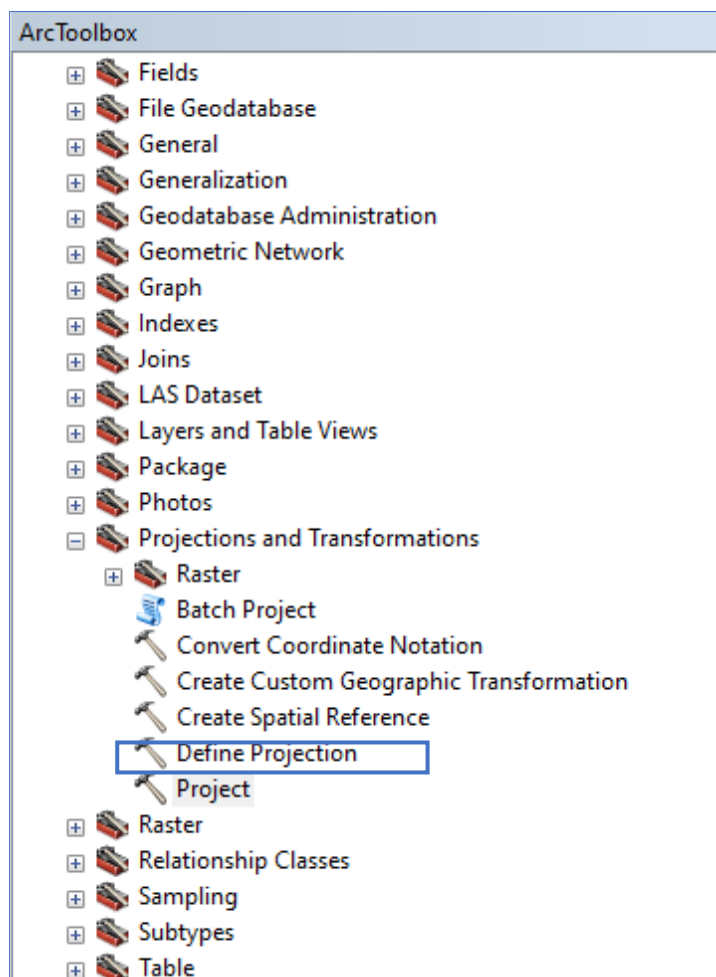 ArcToolbox
Fields
File Geodatabase
General
Generalization
Geodatabase Administration
Geometric Network
Graph
Indexes
Joins
LAS Dataset
Layers and Table Views
Package
Photos
Projections and Transformations
Raster
Batch Project
Convert Coordinate Notation
Create Custom Geographic Transformation
Create Spatial Reference
Define Projection
Project
Raster
Relationship Classes
Sampling
Subtypes
Table